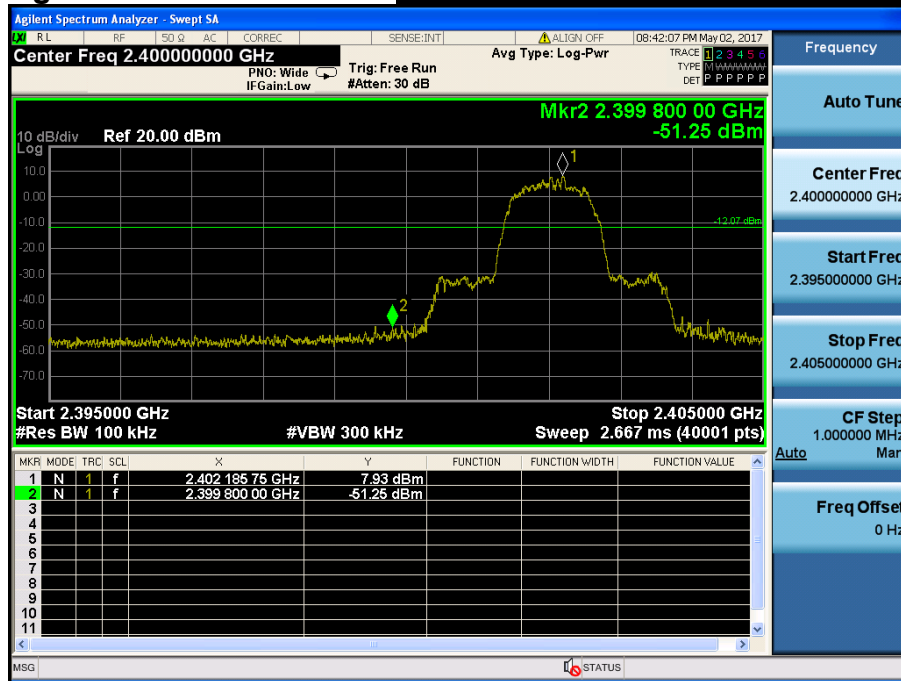 Agilent Spectrum Analyzer - Swept SA
LXI RL RF 50 Ω AC CORREC SENSE:INT ALIGN OFF 08:42:07 PM May 02, 2017
Center Freq 2.400000000 GHz
PNO: Wide
IFGain:Low
Trig: Free Run
#Atten: 30 dB
Avg Type: Log-Pwr
TRACE 1 2 3 4 5 6
TYPE M WWWWW
DET P P P P P P
Mkr2 2.399 800 00 GHz
-51.25 dBm
10 dB/div Ref 20.00 dBm
Log
10.0
0.00
-10.0
-20.0
-30.0
-40.0
-50.0
-60.0
-70.0
1
2
-12.07 dBm
Start 2.395000 GHz Stop 2.405000 GHz
#Res BW 100 kHz #VBW 300 kHz Sweep 2.667 ms (40001 pts)
MKR MODE TRC SCL X Y FUNCTION FUNCTION WIDTH FUNCTION VALUE
1 N 1 f 2.402 185 75 GHz 7.93 dBm
2 N 1 f 2.399 800 00 GHz -51.25 dBm
3
4
5
6
7
8
9
10
11
MSG STATUS
Frequency
Auto Tune
Center Freq
2.400000000 GHz
Start Freq
2.395000000 GHz
Stop Freq
2.405000000 GHz
CF Step
1.000000 MHz
Auto Man
Freq Offset
0 Hz